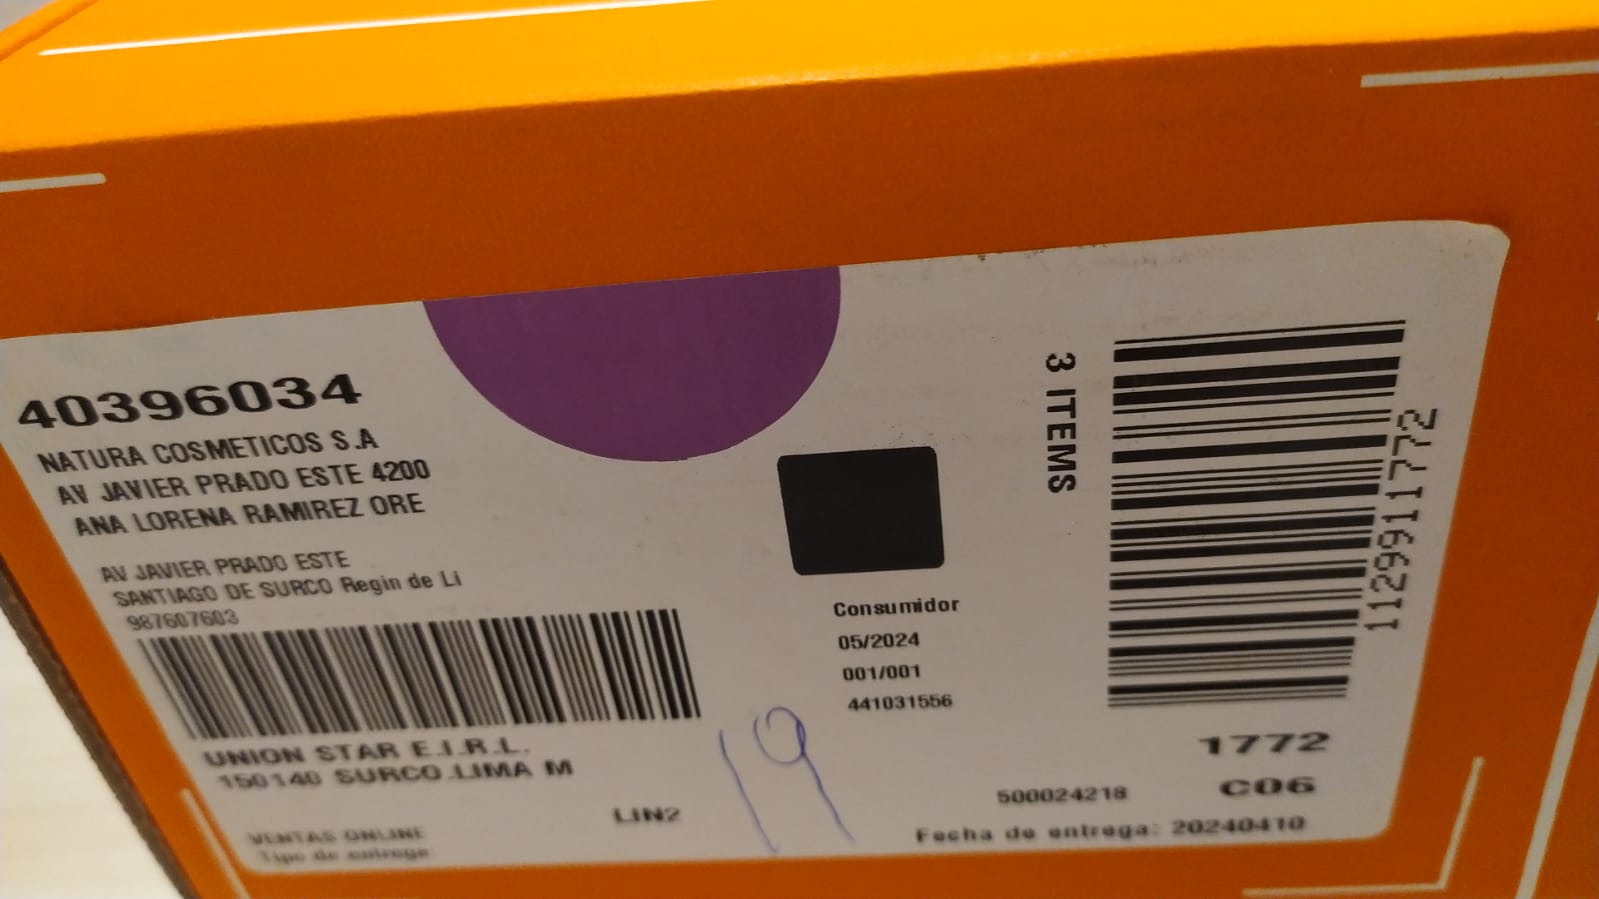 40396034
NATURA COSMETICOS S.A
AV JAVIER PRADO ESTE 4200
ANA LORENA RAMIREZ ORE
AV JAVIER PRADO ESTE
SANTIAGO DE SURCO Regin de Li
987607603
UNION STAR E.I.R.L.
150140 SURCO.LIMA M
LIN2
VENTAS ONLINE
Tipo de entrega
19
Consumidor
05/2024
001/001
441031556
3 ITEMS
1129911772
1772
C06
500024218
Fecha de entrega: 20240410